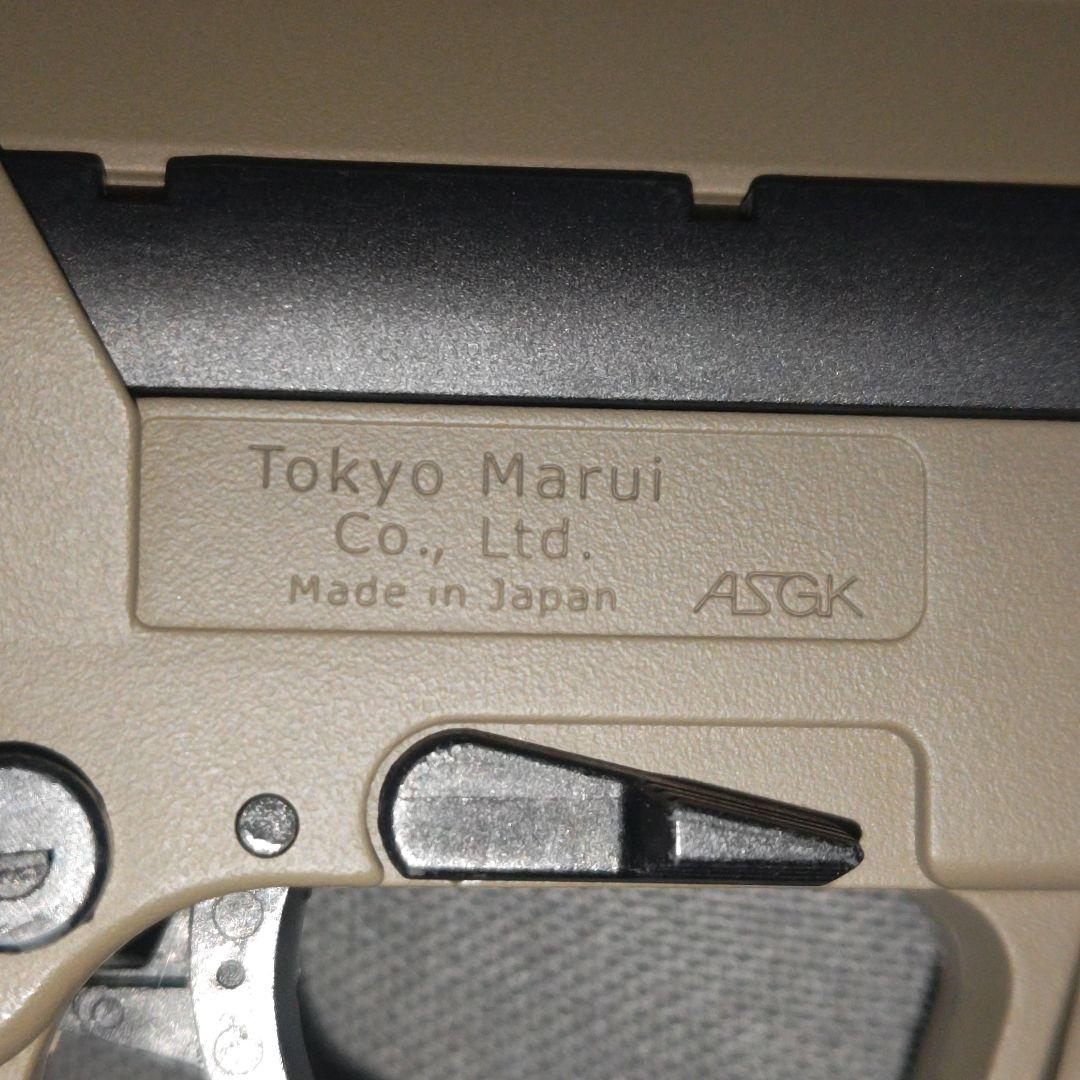 Tokyo Marui
Co., Ltd.
Made in Japan
ASGK